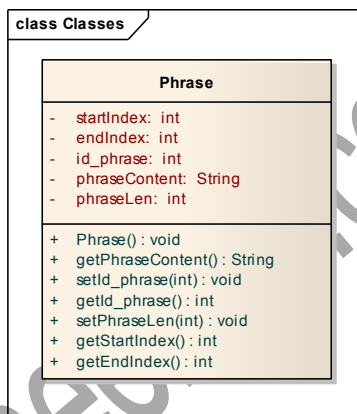 class Classes
Phrase
- startIndex: int
- endIndex: int
- id_phrase: int
- phraseContent: String
- phraseLen: int
+ Phrase() : void
+ getPhraseContent() : String
+ setId_phrase(int) : void
+ getId_phrase() : int
+ setPhraseLen(int) : void
+ getStartIndex() : int
+ getEndIndex() : int